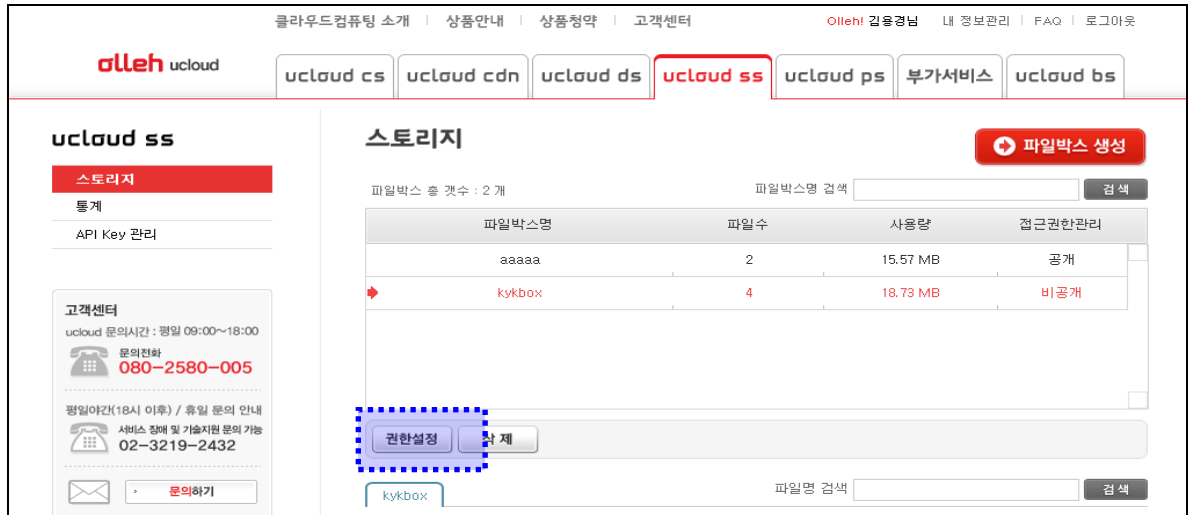 클라우드컴퓨팅 소개 상품안내 상품청약 고객센터 Olleh! 김용경님 내 정보관리 FAQ 로그아웃
olleh ucloud
ucloud cs ucloud cdn ucloud ds ucloud ss ucloud ps 부가서비스 ucloud bs
ucloud ss
스토리지
통계
API Key 관리
고객센터
ucloud 문의시간 : 평일 09:00~18:00
문의전화
080-2580-005
평일야간(18시 이후) / 휴일 문의 안내
서비스 장애 및 기술지원 문의 가능
02-3219-2432
문의하기
스토리지
파일박스 생성
파일박스 총 갯수 : 2 개 파일박스명 검색 검색
파일박스명 파일수 사용량 접근권한관리
aaaaa 2 15.57 MB 공개
kykbox 4 18.73 MB 비공개
권한설정 삭제
kykbox 파일명 검색 검색